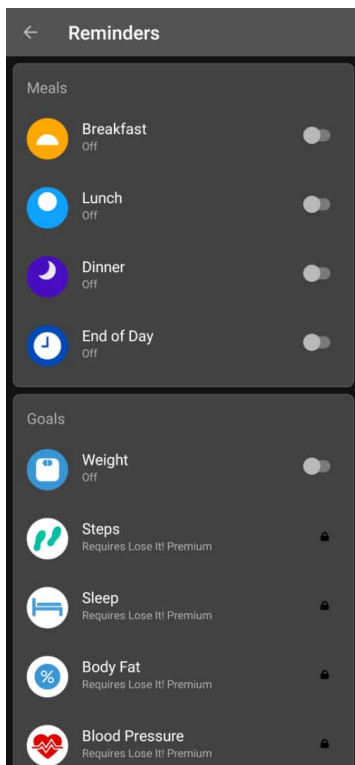 Reminders
Meals
Breakfast
Off
Lunch
Off
Dinner
Off
End of Day
Off
Goals
Weight
Off
Steps
Requires Lose It! Premium
Sleep
Requires Lose It! Premium
Body Fat
%
Requires Lose It! Premium
Blood Pressure
Requires Lose It! Premium